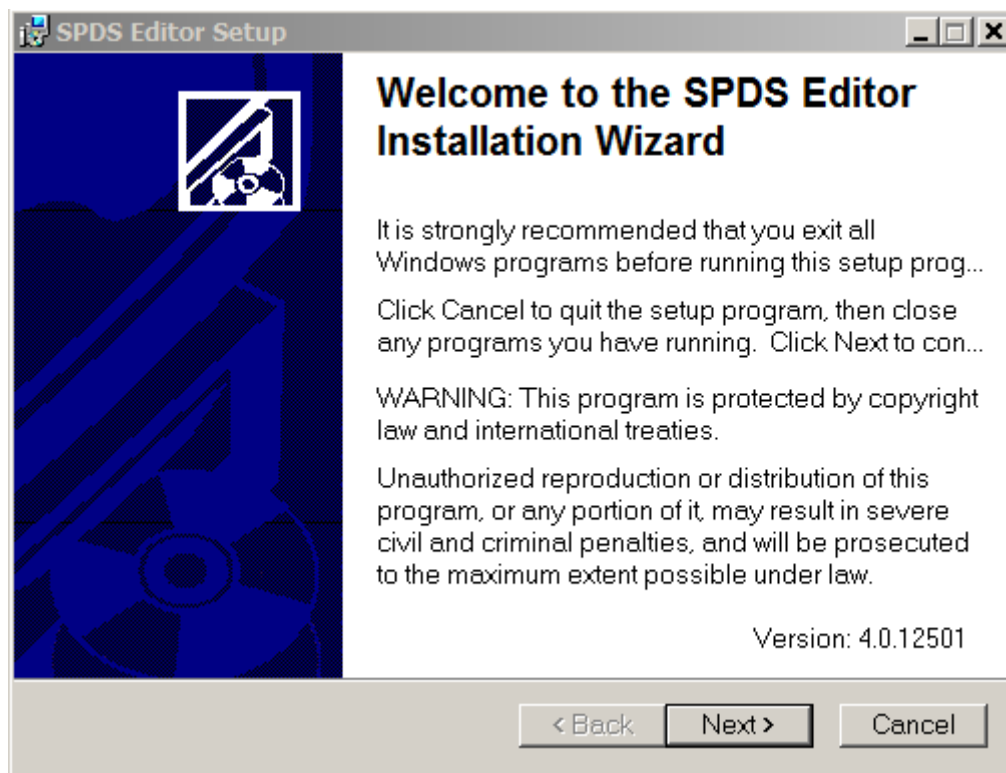 SPDS Editor Setup
Welcome to the SPDS Editor
Installation Wizard
It is strongly recommended that you exit all
Windows programs before running this setup prog...
Click Cancel to quit the setup program, then close
any programs you have running.  Click Next to con...
WARNING: This program is protected by copyright
law and international treaties.
Unauthorized reproduction or distribution of this
program, or any portion of it, may result in severe
civil and criminal penalties, and will be prosecuted
to the maximum extent possible under law.
Version: 4.0.12501
< Back Next > Cancel